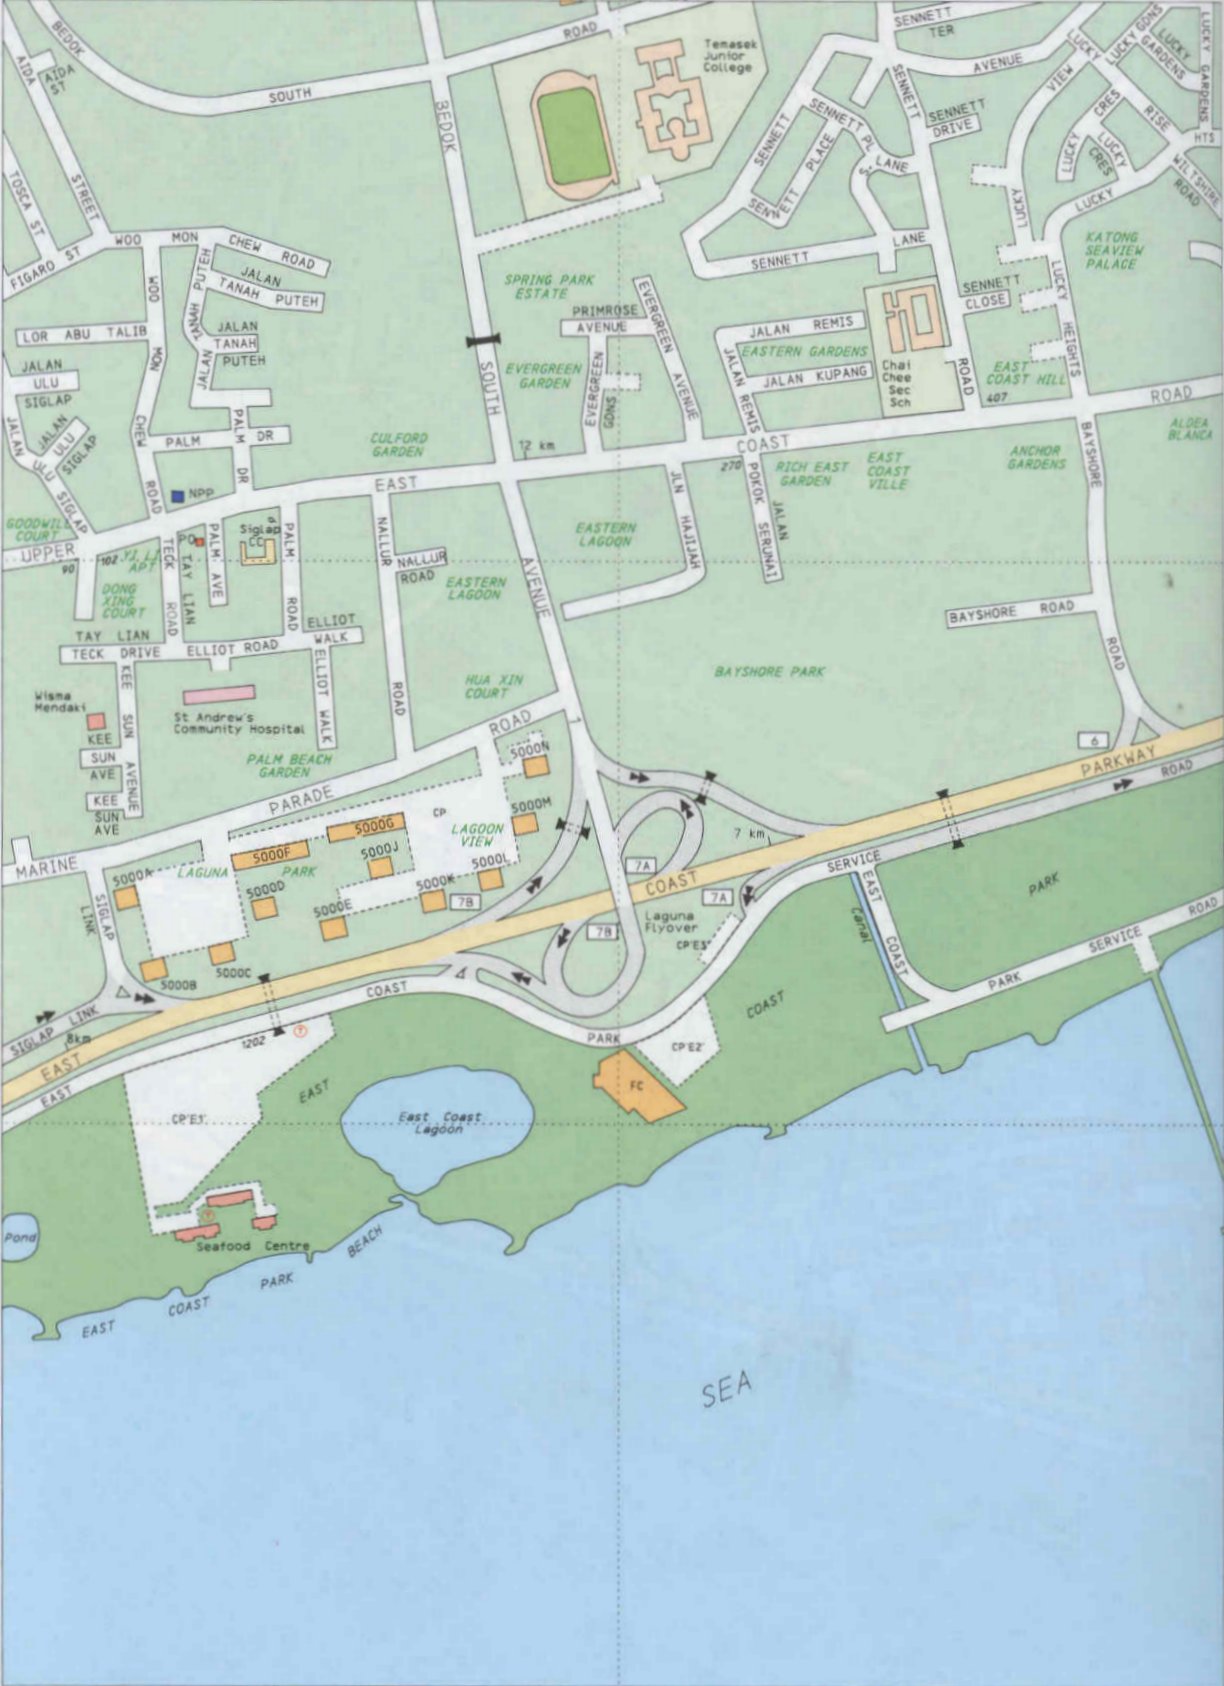 BEDOK
SOUTH
ROAD
AIDA
AIDA
ST
STREET
TOSCA ST
FIGARO ST
BEDOK
SOUTH
AVENUE
1
Temasek
Junior
College
SENNETT
TER
SENNETT
AVENUE
SENNETT
SENNETT
DRIVE
SENNETT PL
SENNETT
PLACE
SENNETT
S. LANE
SENNETT
LANE
SENNETT
CLOSE
ROAD
LUCKY
VIEW
LUCKY GDNS
LUCKY
GARDENS
LUCKY GARDENS
LUCKY
CRES
LUCKY
CRES
RISE
HTS
WILTSHIRE
ROAD
LUCKY
LUCKY
LUCKY
HEIGHTS
KATONG
SEAVIEW
PALACE
WOO MON
CHEW ROAD
JALAN
TANAH PUTEH
JALAN
TANAH PUTEH
JALAN
TANAH
PUTEH
WOO
MON
CHEW
ROAD
LOR ABU TALIB
JALAN
ULU
SIGLAP
JALAN
ULU
SIGLAP
JALAN
ULU
SIGLAP
PALM DR
PALM
DR
SPRING PARK
ESTATE
PRIMROSE
AVENUE
EVERGREEN
AVENUE
EVERGREEN
GDNS
EVERGREEN
GARDEN
JALAN REMIS
EASTERN GARDENS
JALAN KUPANG
JALAN REMIS
Chai
Chee
Sec
Sch
EAST
COAST HILL
407
ROAD
COAST
12 km
EAST
UPPER
CULFORD
GARDEN
ALDEA
BLANCA
ANCHOR
GARDENS
EAST
COAST
VILLE
RICH EAST
GARDEN
270
NPP
GOODWILL
COURT
90
102
YI LI
APT
DONG
XING
COURT
PO
Siglap
CC
TECK
ROAD
TAY LIAN
PALM AVE
PALM
ROAD
NALLUR
ROAD
NALLUR
ROAD
EASTERN
LAGOON
EASTERN
LAGOON
JLN HAJIJAH
JALAN
POKOK SERUNAI
BAYSHORE
ROAD
BAYSHORE ROAD
BAYSHORE PARK
TAY LIAN
TECK DRIVE
ELLIOT ROAD
ELLIOT
WALK
ELLIOT WALK
Wisma
Mendaki
KEE
SUN
AVENUE
KEE
SUN
AVE
KEE
SUN
AVE
St Andrew's
Community Hospital
PALM BEACH
GARDEN
HUA XIN
COURT
MARINE
PARADE
ROAD
5000A
5000B
5000C
5000D
5000E
5000F
5000G
5000J
5000K
5000L
5000M
5000N
CP
LAGOON
VIEW
LAGUNA
PARK
SIGLAP
LINK
SIGLAP LINK
8km
7B
7A
7B
7A
7 km
6
EAST
COAST
PARKWAY
Laguna
Flyover
CP'E3'
EAST
COAST
PARK
SERVICE
ROAD
EAST
COAST
PARK
SERVICE
ROAD
Canal
1202
CP'E1'
CP'E2'
FC
EAST
COAST
PARK
East Coast
Lagoon
Pond
Seafood Centre
EAST
COAST
PARK
BEACH
SEA